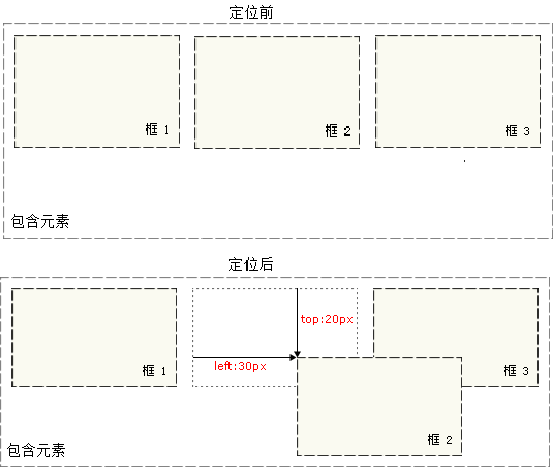 定位前
框 1
框 2
框 3
包含元素
定位后
top:20px
left:30px
框 1
框 3
框 2
包含元素